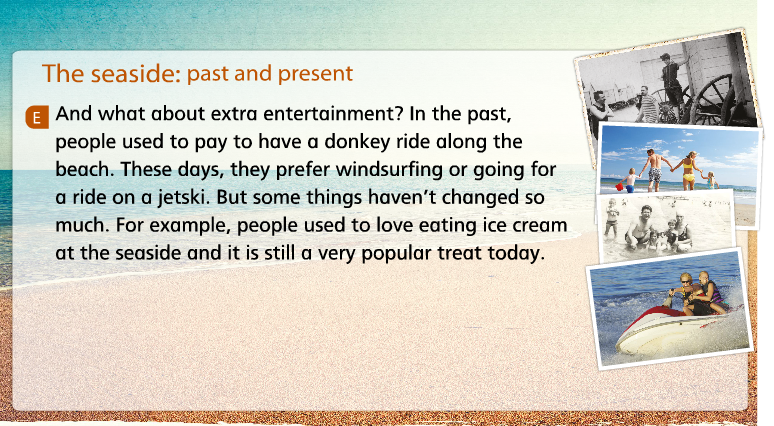 The seaside: past and present
E And what about extra entertainment? In the past,
people used to pay to have a donkey ride along the
beach. These days, they prefer windsurfing or going for
a ride on a jetski. But some things haven't changed so
much. For example, people used to love eating ice cream
at the seaside and it is still a very popular treat today.